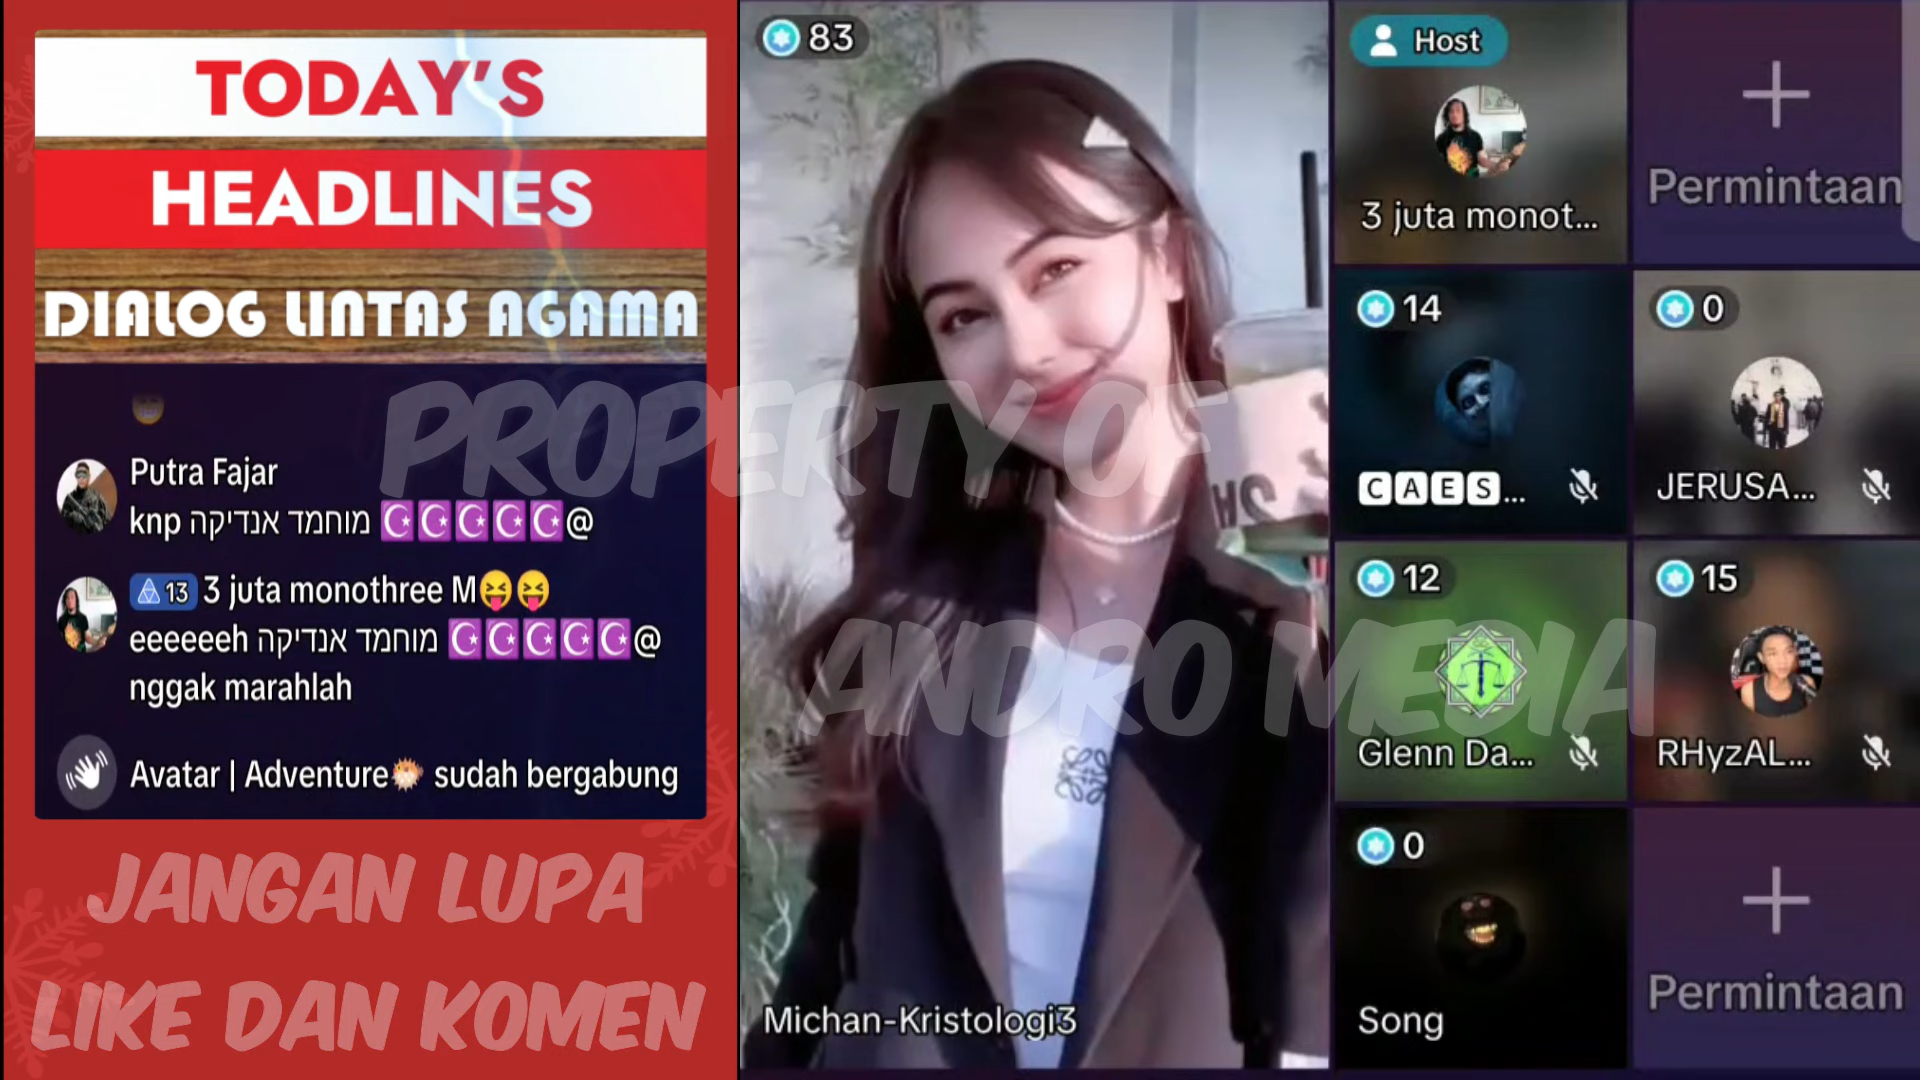 TODAY'S
HEADLINES
DIALOG LINTAS AGAMA
Putra Fajar
knp מוחמד אנדיקה ☪☪☪☪☪@
13 3 juta monothree M😝😝
eeeeeeh מוחמד אנדיקה ☪☪☪☪☪@
nggak marahlah
Avatar | Adventure🐡 sudah bergabung
JANGAN LUPA
LIKE DAN KOMEN
PROPERTY OF
ANDRO MEDIA
83
Michan-Kristologi3
Host
3 juta monot...
Permintaan
14
CAES...
0
JERUSA...
12
Glenn Da...
15
RHyzAL...
0
Song
Permintaan